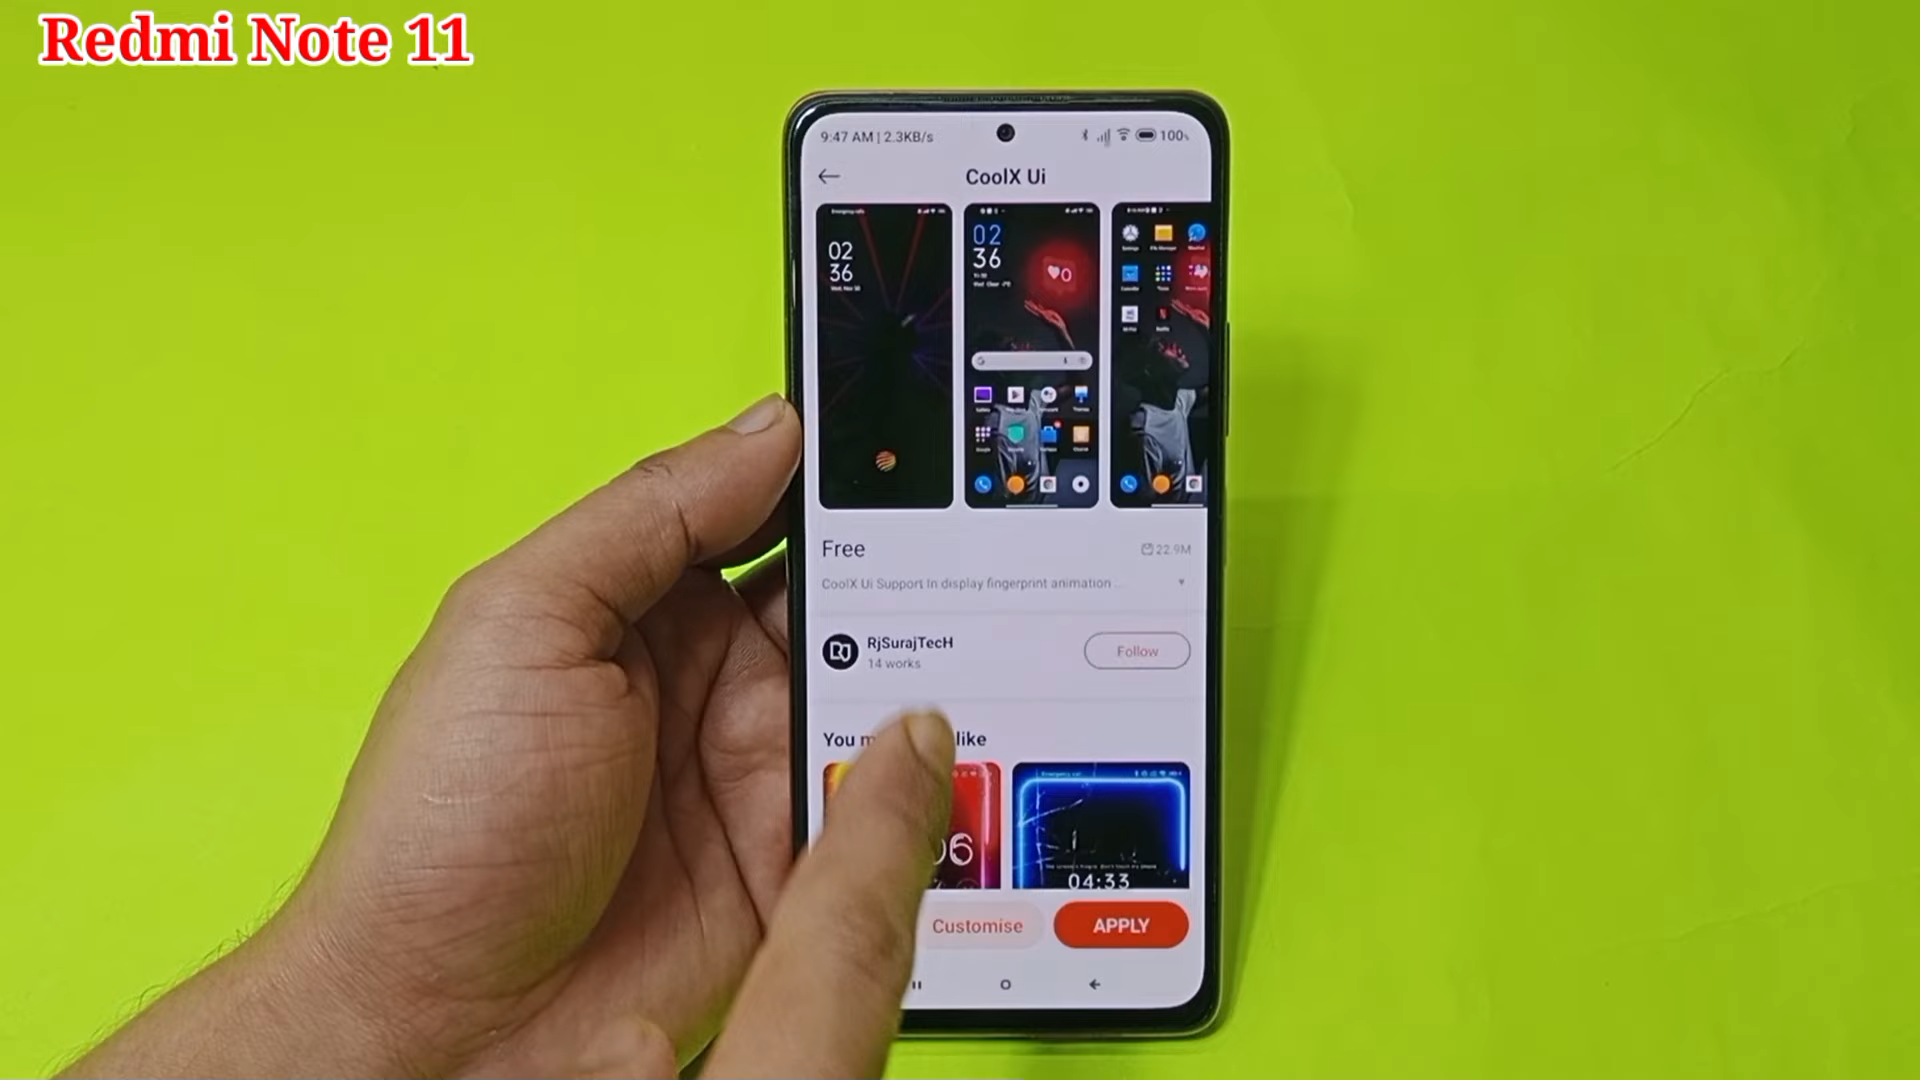 Redmi Note 11
9:47 AM | 2.3KB/s
100%
CoolX Ui
02
36
02
36
Free
22.9M
CoolX Ui Support In display fingerprint animation ...
RjSurajTecH
14 works
Follow
You m like
06
04:33
Customise
APPLY